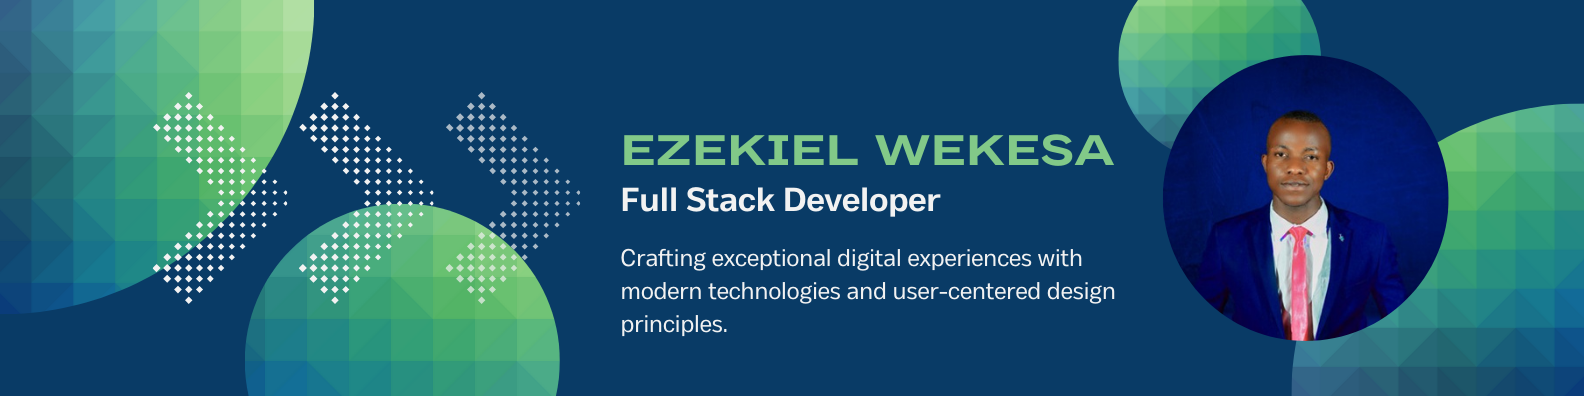 EZEKIEL WEKESA
Full Stack Developer
Crafting exceptional digital experiences with
modern technologies and user-centered design
principles.